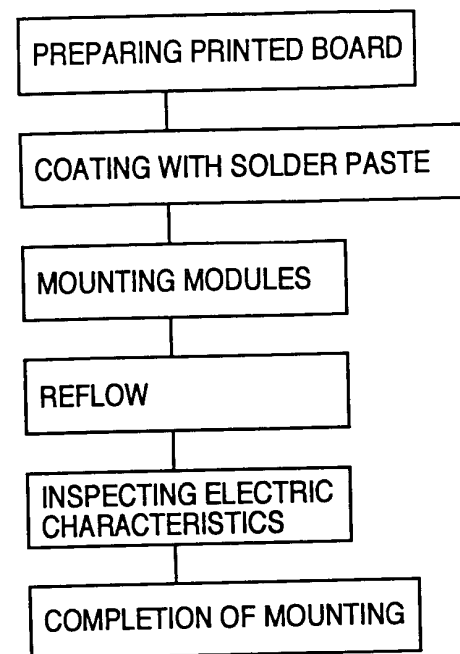 PREPARING PRINTED BOARD
COATING WITH SOLDER PASTE
MOUNTING MODULES
REFLOW
INSPECTING ELECTRIC
CHARACTERISTICS
COMPLETION OF MOUNTING